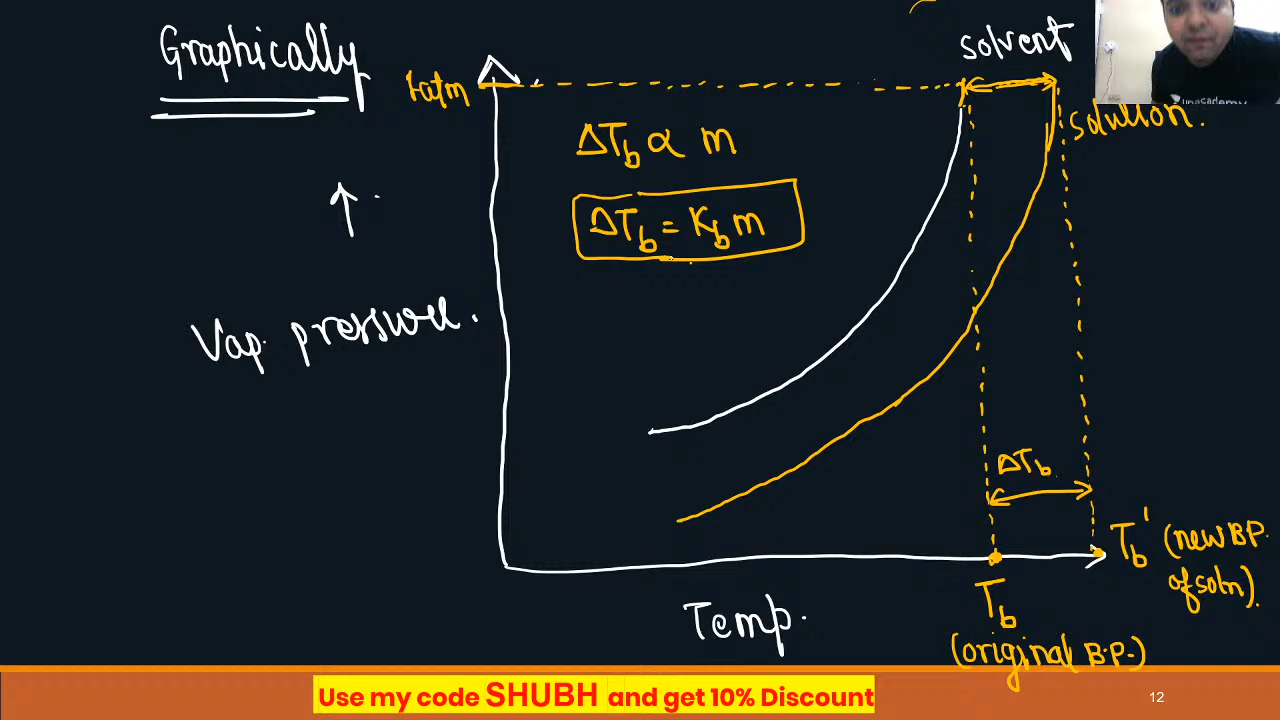 Graphically
solvent
1atm
solution.
ΔTb ∝ m
ΔTb = Kb m
↑
Vap. pressure.
ΔTb
Tb' (new BP.
of soln).
Temp.
Tb
(original B.P.)
Use my code SHUBH and get 10% Discount
12